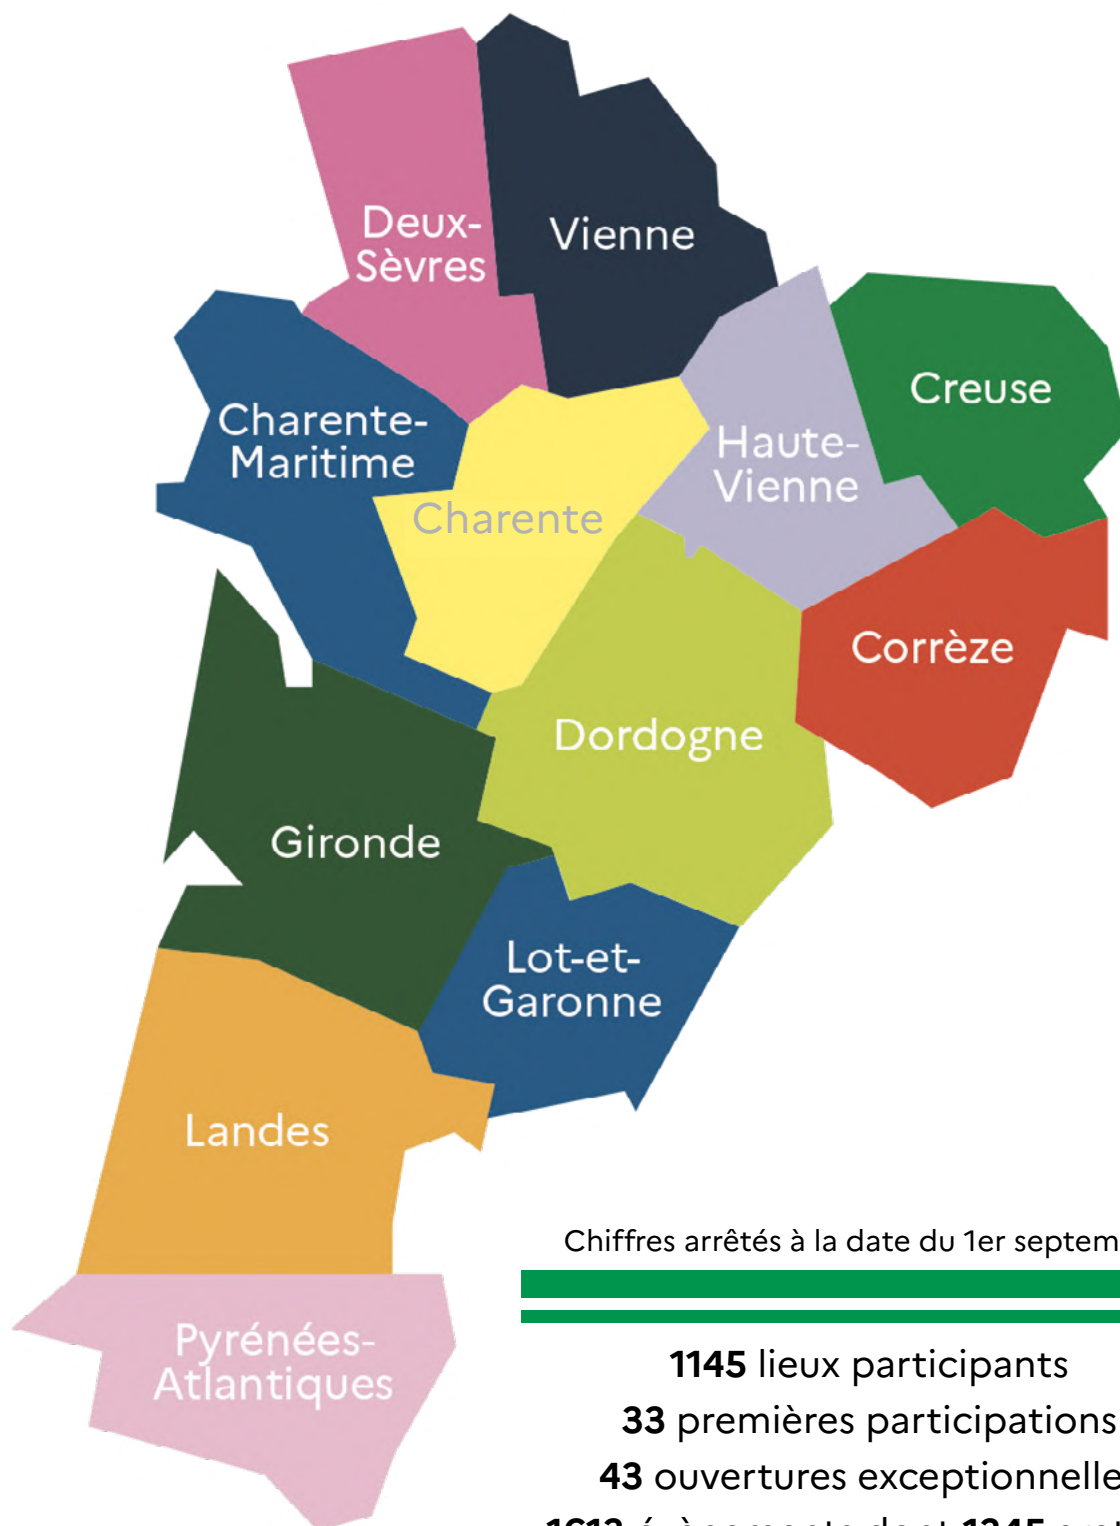 Deux-
Sèvres
Vienne
Creuse
Charente-
Maritime
Haute-
Vienne
Charente
Corrèze
Dordogne
Gironde
Lot-et-
Garonne
Landes
Pyrénées-
Atlantiques
Chiffres arrêtés à la date du 1er septem
1145 lieux participants
33 premières participations
43 ouvertures exceptionnelle